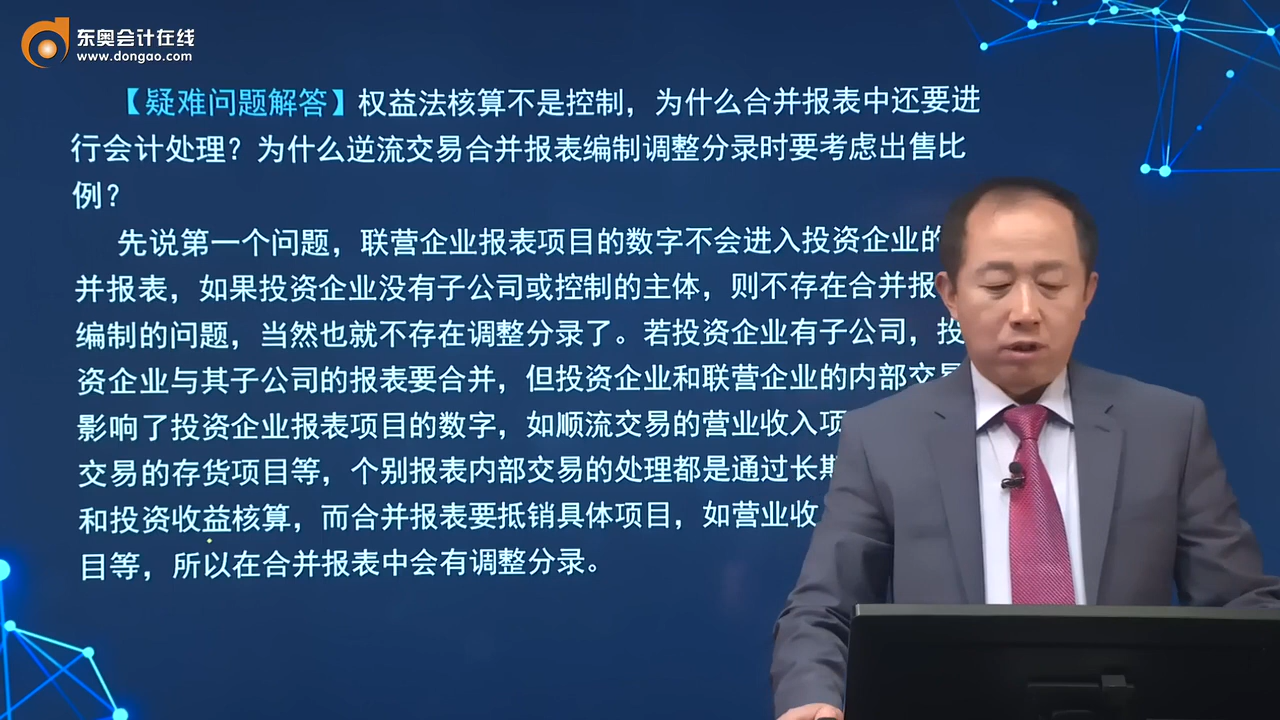 东奥会计在线
www.dongao.com
【疑难问题解答】权益法核算不是控制，为什么合并报表中还要进
行会计处理？为什么逆流交易合并报表编制调整分录时要考虑出售比
例？
先说第一个问题，联营企业报表项目的数字不会进入投资企业的
并报表，如果投资企业没有子公司或控制的主体，则不存在合并报
编制的问题，当然也就不存在调整分录了。若投资企业有子公司，投
资企业与其子公司的报表要合并，但投资企业和联营企业的内部交易
影响了投资企业报表项目的数字，如顺流交易的营业收入项
交易的存货项目等，个别报表内部交易的处理都是通过长期
和投资收益核算，而合并报表要抵销具体项目，如营业收
目等，所以在合并报表中会有调整分录。